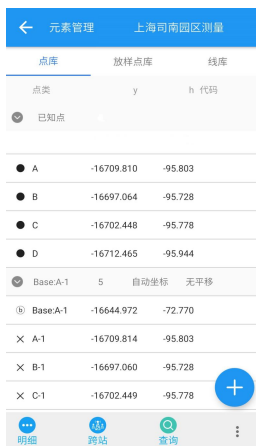 元素管理 上海司南园区测量
点库 放样点库 线库
点类 y h 代码
已知点
A -16709.810 -95.803
B -16697.064 -95.728
C -16702.448 -95.778
D -16712.465 -95.944
Base:A-1 5 自动坐标 无平移
b Base:A-1 -16644.972 -72.770
A-1 -16709.814 -95.803
B-1 -16697.060 -95.728
C-1 -16702.449 -95.778
明细 跨站 查询